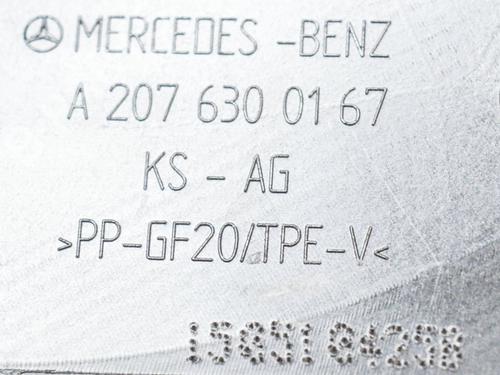 MERCEDES -BENZ
A 207 630 01 67
KS - AG
>PP-GF20/TPE-V<